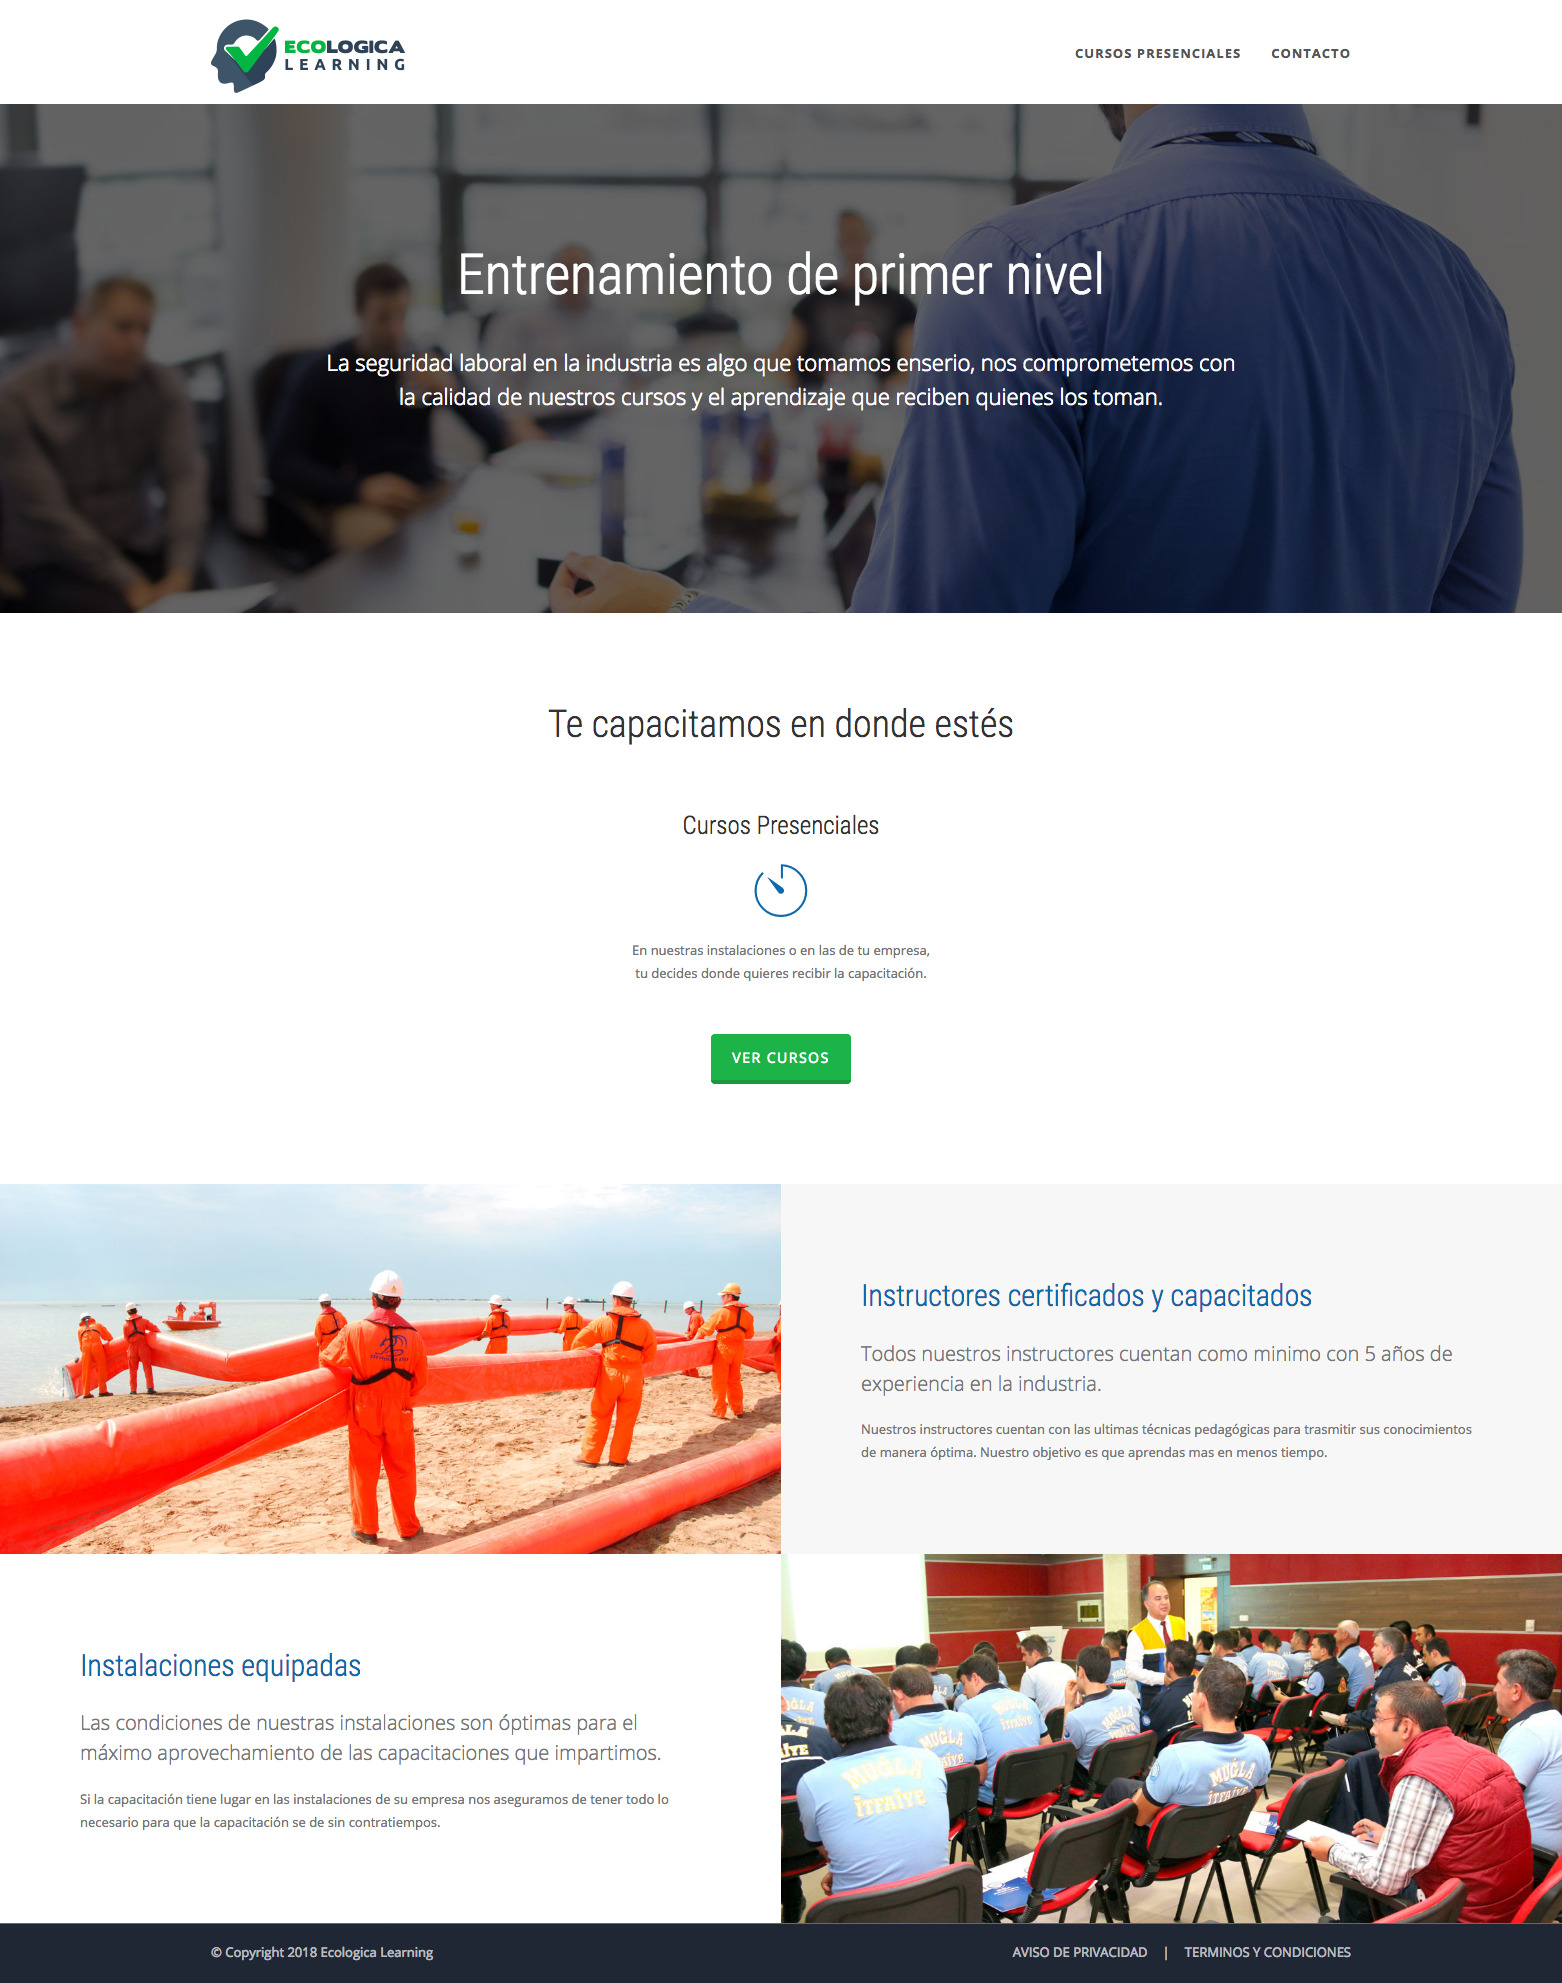 ECOLOGICA
LEARNING
CURSOS PRESENCIALES
CONTACTO
Entrenamiento de primer nivel
La seguridad laboral en la industria es algo que tomamos enserio, nos comprometemos con
la calidad de nuestros cursos y el aprendizaje que reciben quienes los toman.
Te capacitamos en donde estés
Cursos Presenciales
En nuestras instalaciones o en las de tu empresa,
tu decides donde quieres recibir la capacitación.
VER CURSOS
Instructores certificados y capacitados
Todos nuestros instructores cuentan como minimo con 5 años de
experiencia en la industria.
Nuestros instructores cuentan con las ultimas técnicas pedagógicas para trasmitir sus conocimientos
de manera óptima. Nuestro objetivo es que aprendas mas en menos tiempo.
Instalaciones equipadas
Las condiciones de nuestras instalaciones son óptimas para el
máximo aprovechamiento de las capacitaciones que impartimos.
Si la capacitación tiene lugar en las instalaciones de su empresa nos aseguramos de tener todo lo
necesario para que la capacitación se de sin contratiempos.
MUĞLA
İTFAİYE
MUĞLA
İTFAİYE
© Copyright 2018 Ecologica Learning
AVISO DE PRIVACIDAD | TERMINOS Y CONDICIONES